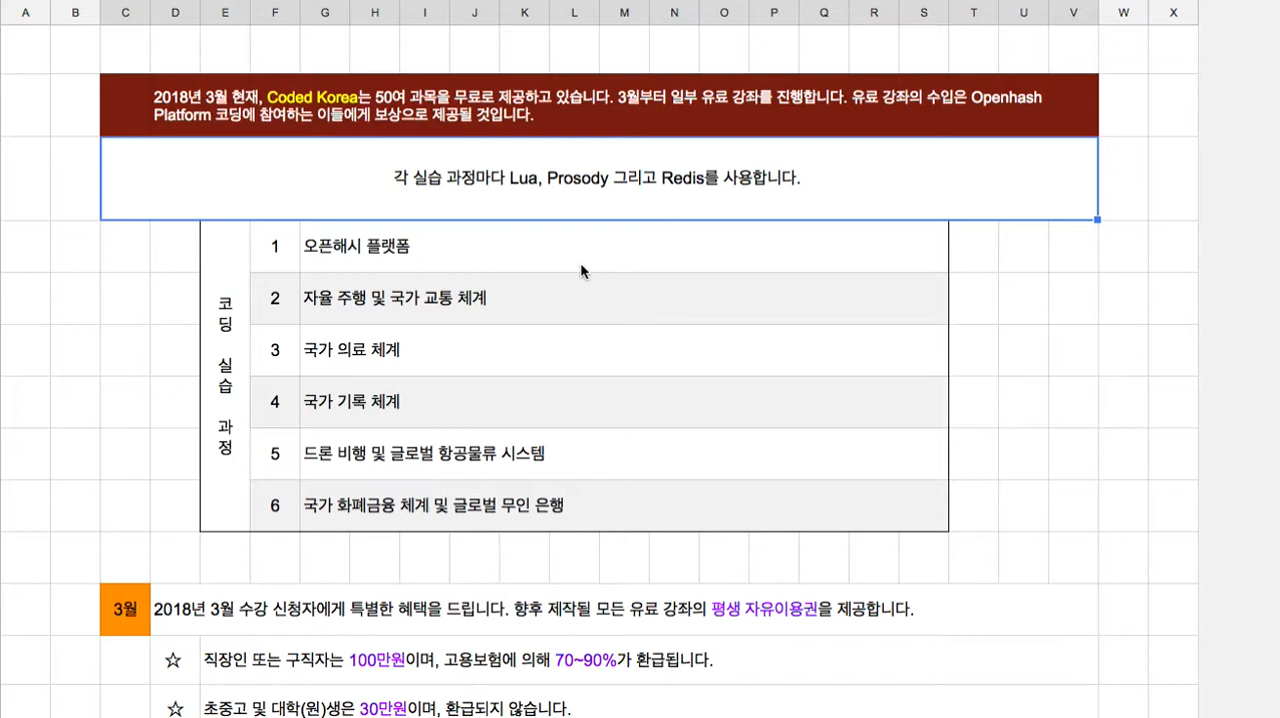 A B C D E F G H I J K L M N O P Q R S T U V W X
2018년 3월 현재, Coded Korea는 50여 과목을 무료로 제공하고 있습니다. 3월부터 일부 유료 강좌를 진행합니다. 유료 강좌의 수입은 Openhash
Platform 코딩에 참여하는 이들에게 보상으로 제공될 것입니다.
각 실습 과정마다 Lua, Prosody 그리고 Redis를 사용합니다.
코딩 실습 과정
1 오픈해시 플랫폼
2 자율 주행 및 국가 교통 체계
3 국가 의료 체계
4 국가 기록 체계
5 드론 비행 및 글로벌 항공물류 시스템
6 국가 화폐금융 체계 및 글로벌 무인 은행
3월 2018년 3월 수강 신청자에게 특별한 혜택을 드립니다. 향후 제작될 모든 유료 강좌의 평생 자유이용권을 제공합니다.
☆ 직장인 또는 구직자는 100만원이며, 고용보험에 의해 70~90%가 환급됩니다.
☆ 초중고 및 대학(원)생은 30만원이며, 환급되지 않습니다.